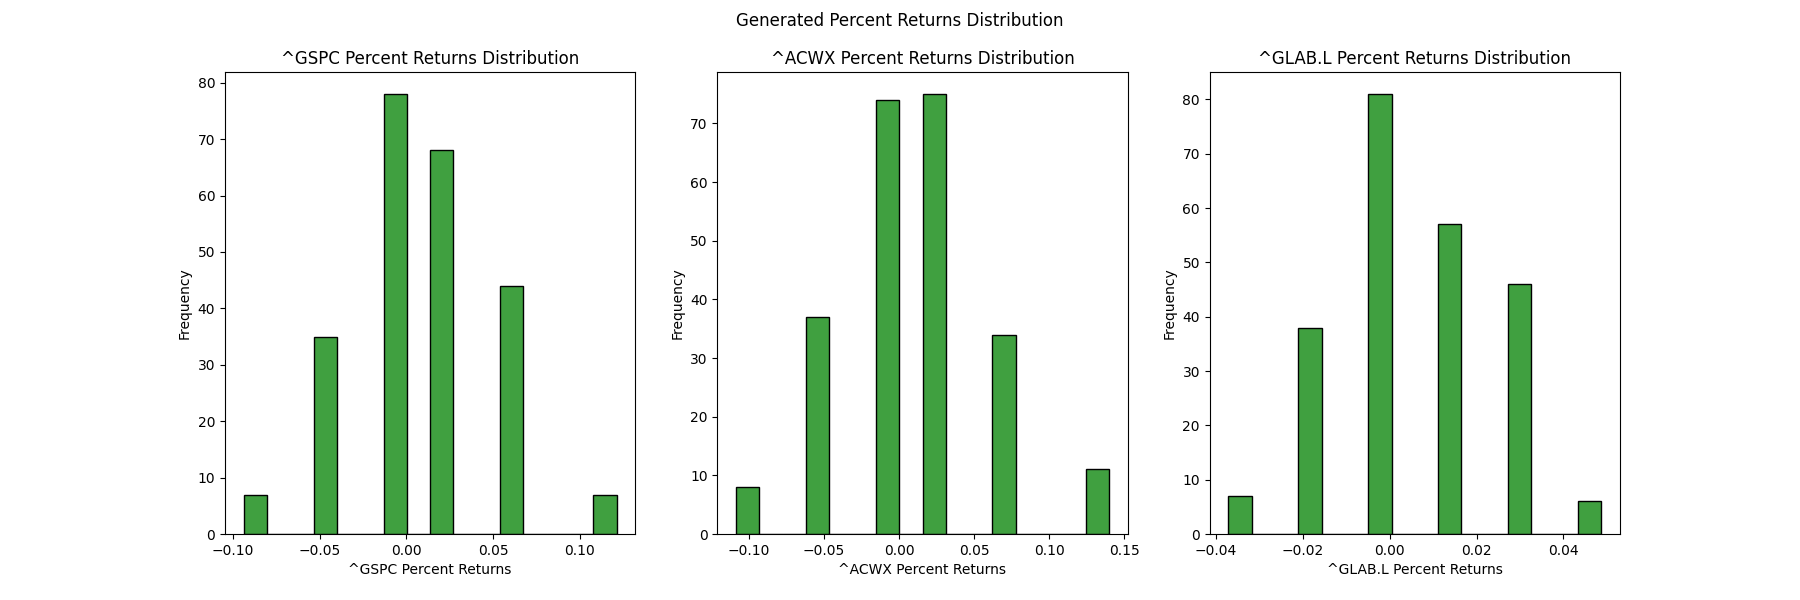 Generated Percent Returns Distribution
^GSPC Percent Returns Distribution
80
70
60
50
40
30
20
10
0
Frequency
−0.10 −0.05 0.00 0.05 0.10
^GSPC Percent Returns
^ACWX Percent Returns Distribution
70
60
50
40
30
20
10
0
Frequency
−0.10 −0.05 0.00 0.05 0.10 0.15
^ACWX Percent Returns
^GLAB.L Percent Returns Distribution
80
70
60
50
40
30
20
10
0
Frequency
−0.04 −0.02 0.00 0.02 0.04
^GLAB.L Percent Returns